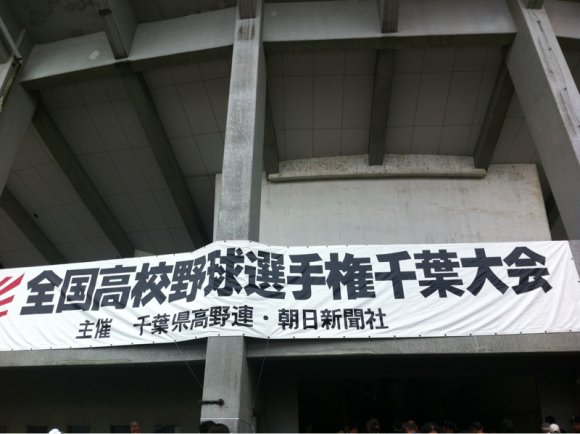 全国高校野球選手権千葉大会
主催　千葉県高野連・朝日新聞社